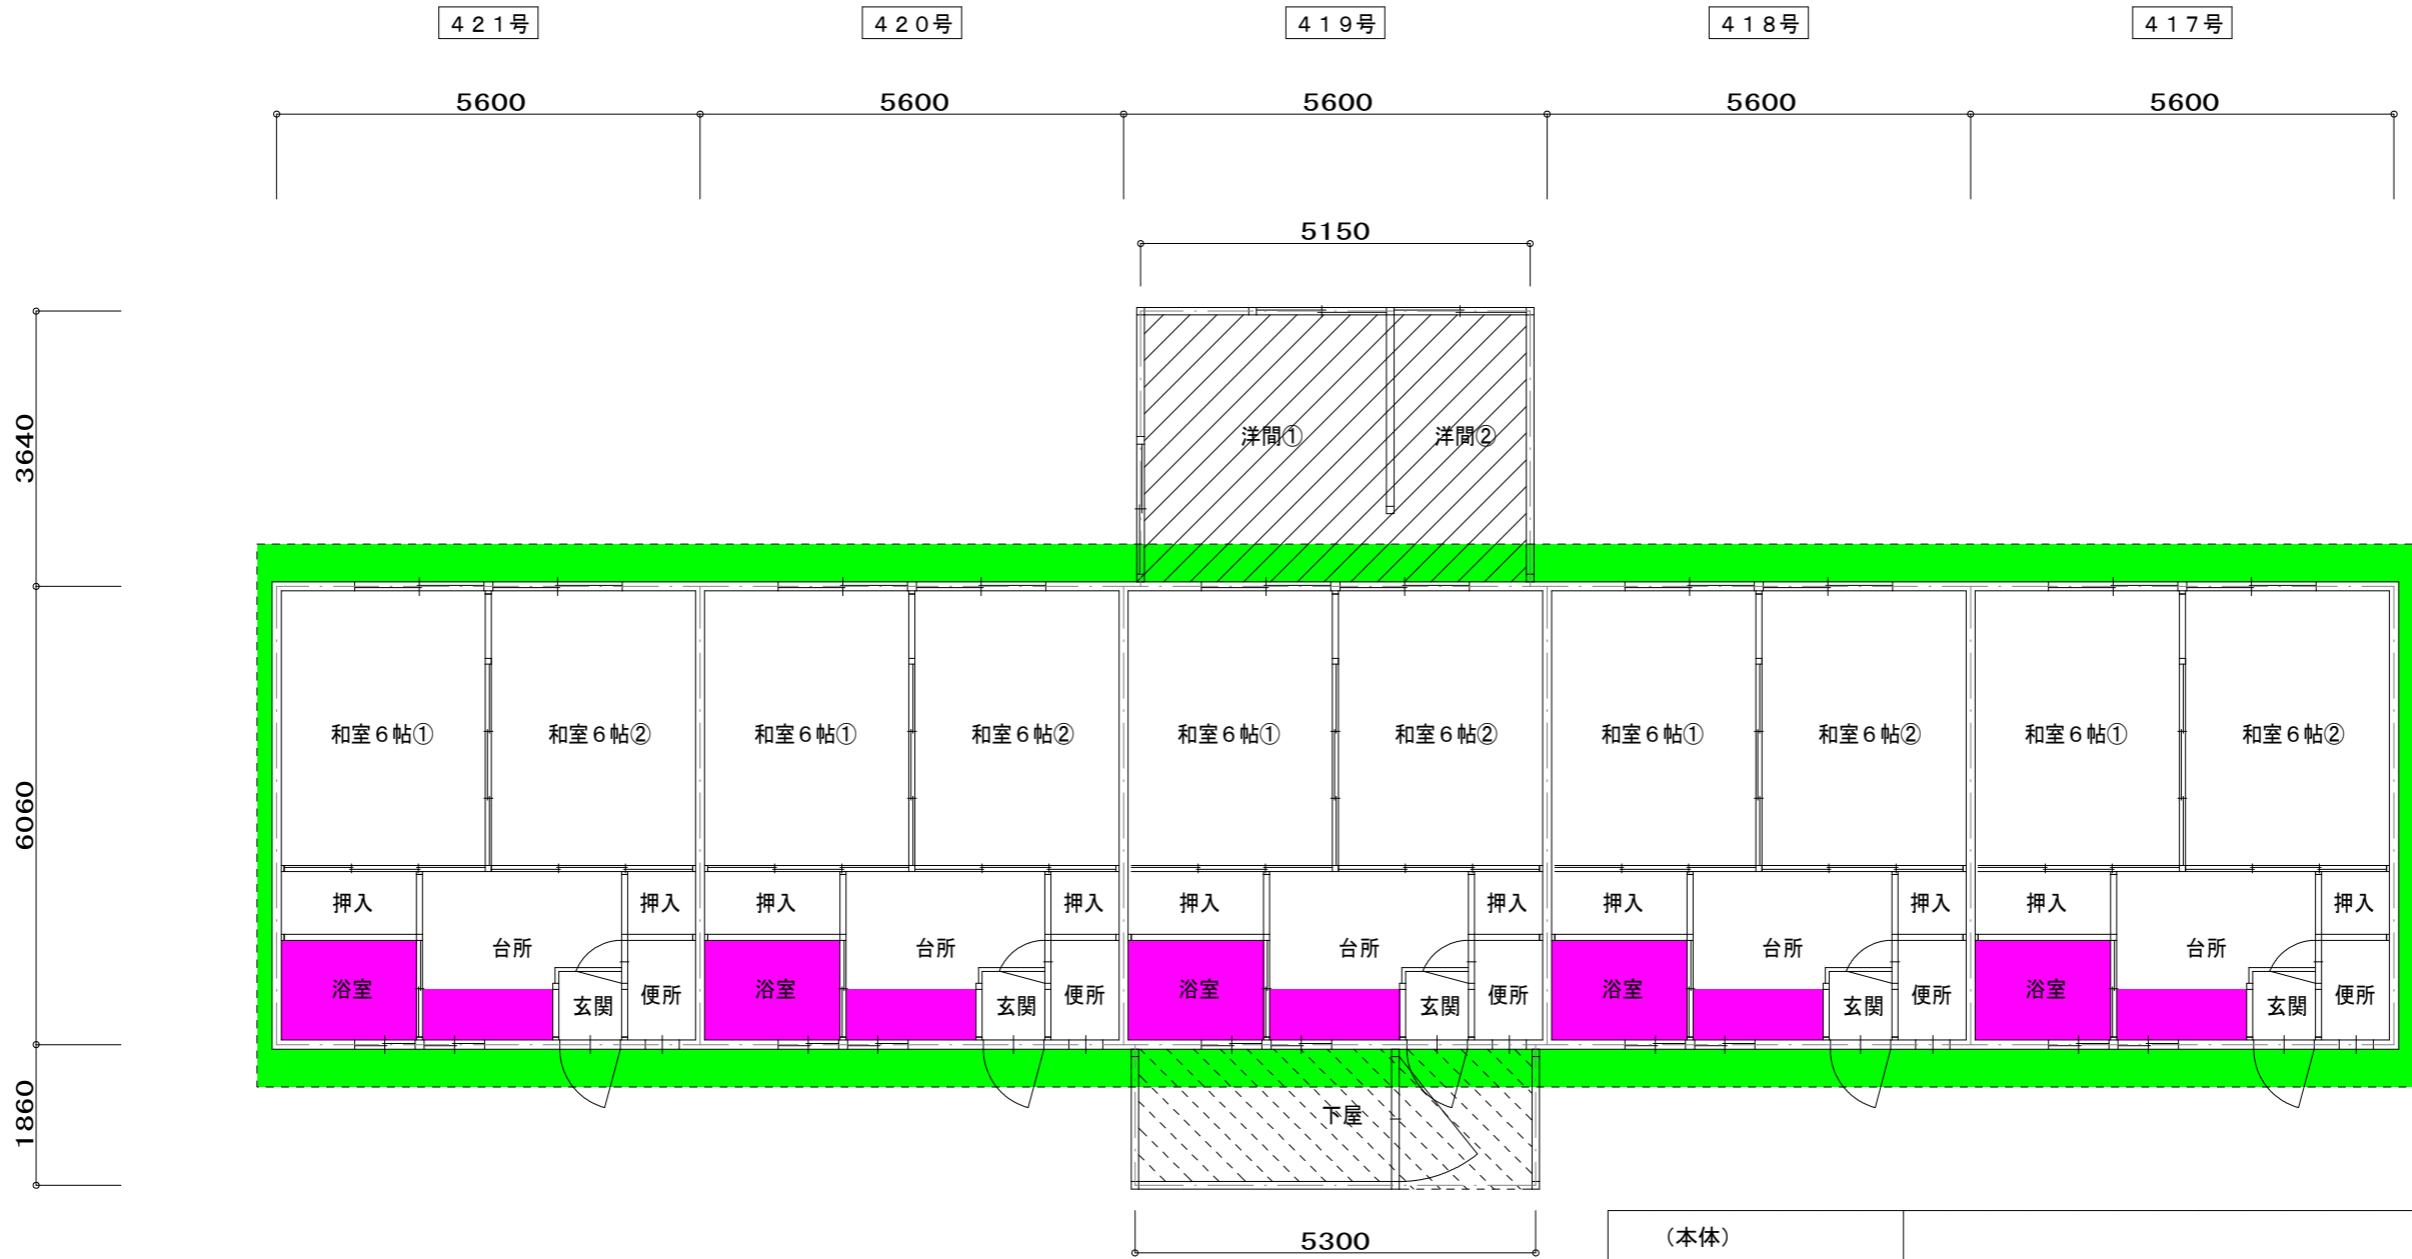 421号 420号 419号 418号 417号
5600 5600 5600 5600 5600
5150
3640
洋間① 洋間②
6060
和室6帖① 和室6帖② 和室6帖① 和室6帖② 和室6帖① 和室6帖② 和室6帖① 和室6帖② 和室6帖① 和室6帖②
押入 押入 押入 押入 押入 押入 押入 押入 押入 押入
台所 台所 台所 台所 台所
浴室 玄関 便所 浴室 玄関 便所 浴室 玄関 便所 浴室 玄関 便所 浴室 玄関 便所
1860
下屋
5300
(本体)